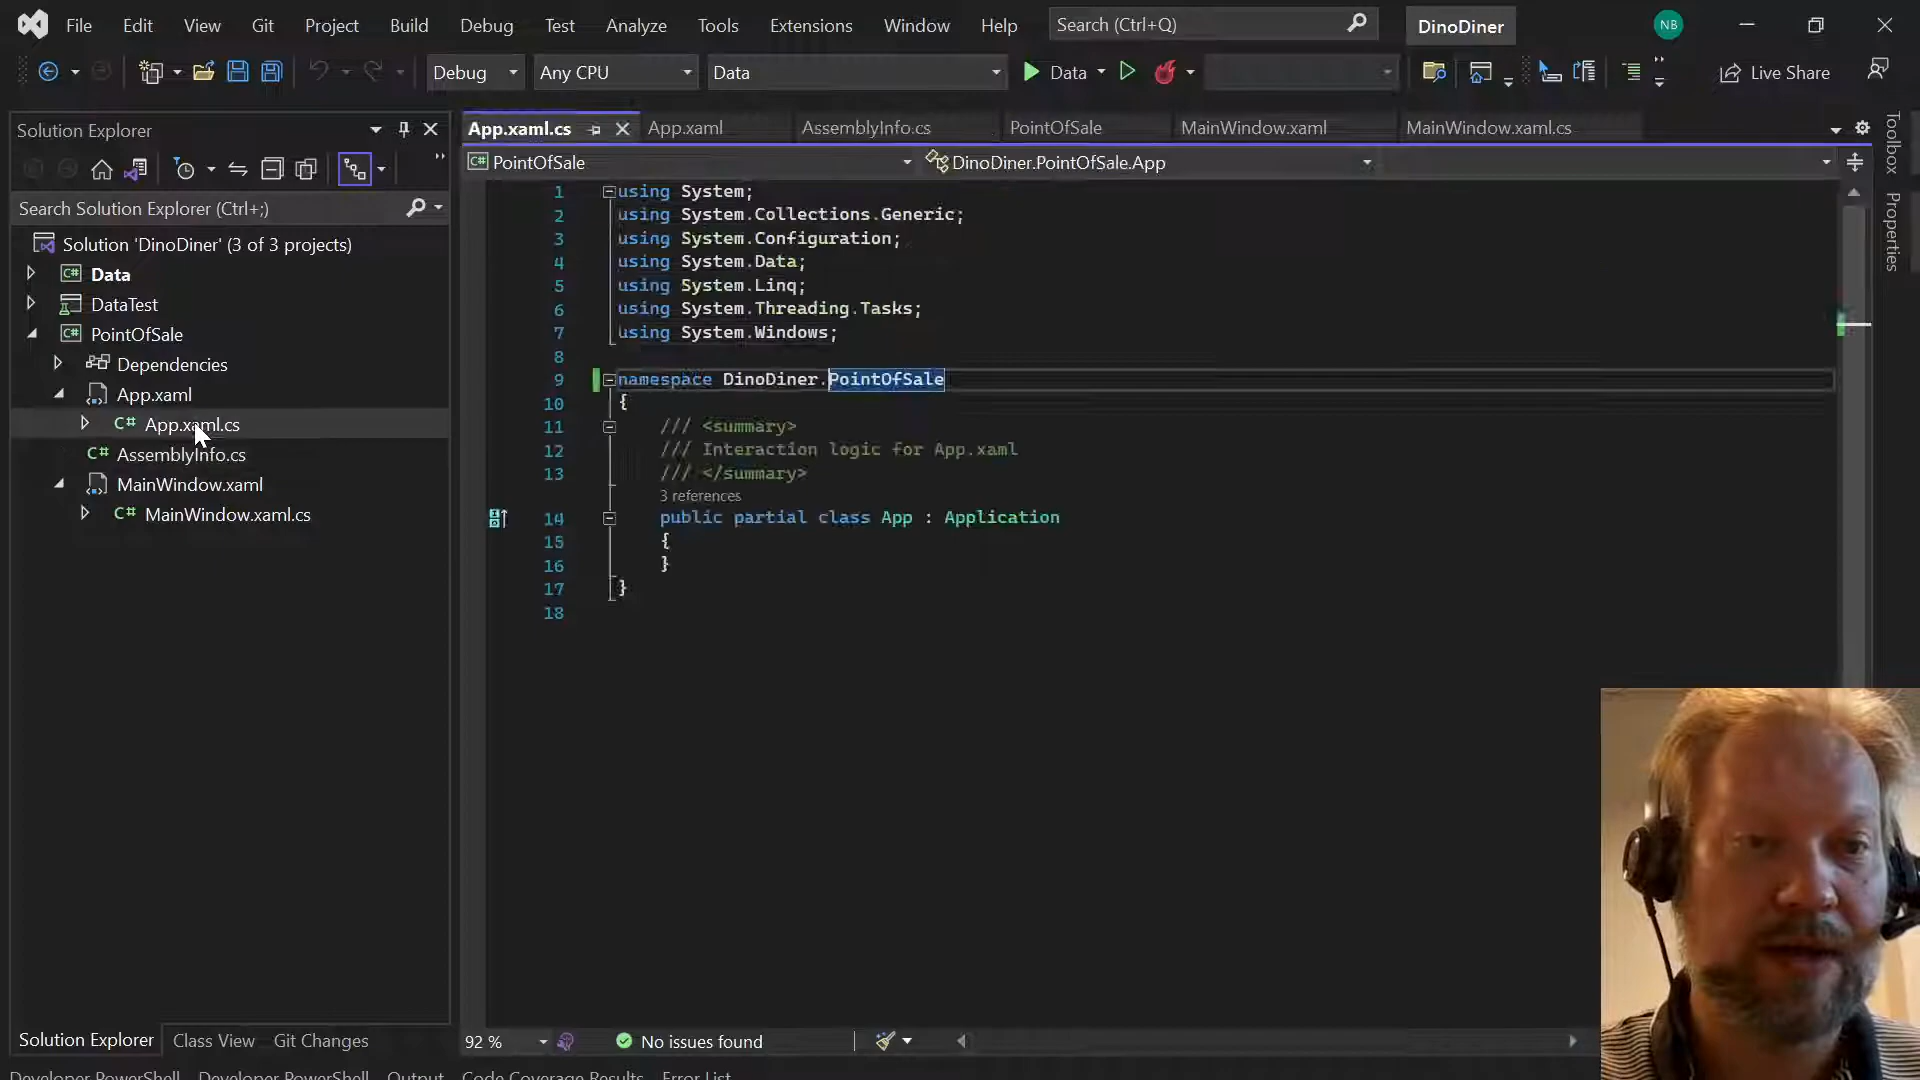 File Edit View Git Project Build Debug Test Analyze Tools Extensions Window Help Search (Ctrl+Q) DinoDiner NB
Debug Any CPU Data Data Live Share
Solution Explorer
Search Solution Explorer (Ctrl+;)
Solution 'DinoDiner' (3 of 3 projects)
Data
DataTest
PointOfSale
Dependencies
App.xaml
C# App.xaml.cs
C# AssemblyInfo.cs
MainWindow.xaml
C# MainWindow.xaml.cs
Solution Explorer Class View Git Changes
App.xaml.cs App.xaml AssemblyInfo.cs PointOfSale MainWindow.xaml MainWindow.xaml.cs
PointOfSale DinoDiner.PointOfSale.App
1 using System;
2 using System.Collections.Generic;
3 using System.Configuration;
4 using System.Data;
5 using System.Linq;
6 using System.Threading.Tasks;
7 using System.Windows;
8
9 namespace DinoDiner.PointOfSale
10 {
11 /// <summary>
12 /// Interaction logic for App.xaml
13 /// </summary>
3 references
14 public partial class App : Application
15 {
16 }
17 }
18
92 % No issues found
Toolbox
Properties
Developer PowerShell Developer PowerShell Output Code Coverage Results Error List